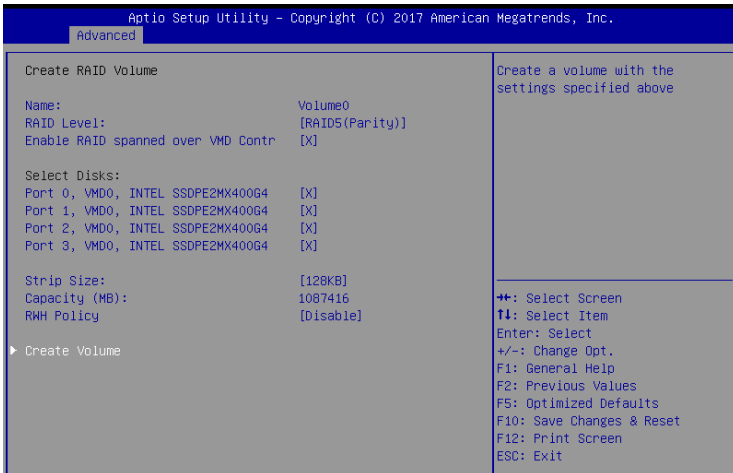 Aptio Setup Utility – Copyright (C) 2017 American Megatrends, Inc.
Advanced
Create RAID Volume
Name: Volume0
RAID Level: [RAID5(Parity)]
Enable RAID spanned over VMD Contr [X]
Select Disks:
Port 0, VMD0, INTEL SSDPE2MX400G4 [X]
Port 1, VMD0, INTEL SSDPE2MX400G4 [X]
Port 2, VMD0, INTEL SSDPE2MX400G4 [X]
Port 3, VMD0, INTEL SSDPE2MX400G4 [X]
Strip Size: [128KB]
Capacity (MB): 1087416
RWH Policy [Disable]
Create Volume
Create a volume with the
settings specified above
→←: Select Screen
↑↓: Select Item
Enter: Select
+/-: Change Opt.
F1: General Help
F2: Previous Values
F5: Optimized Defaults
F10: Save Changes & Reset
F12: Print Screen
ESC: Exit